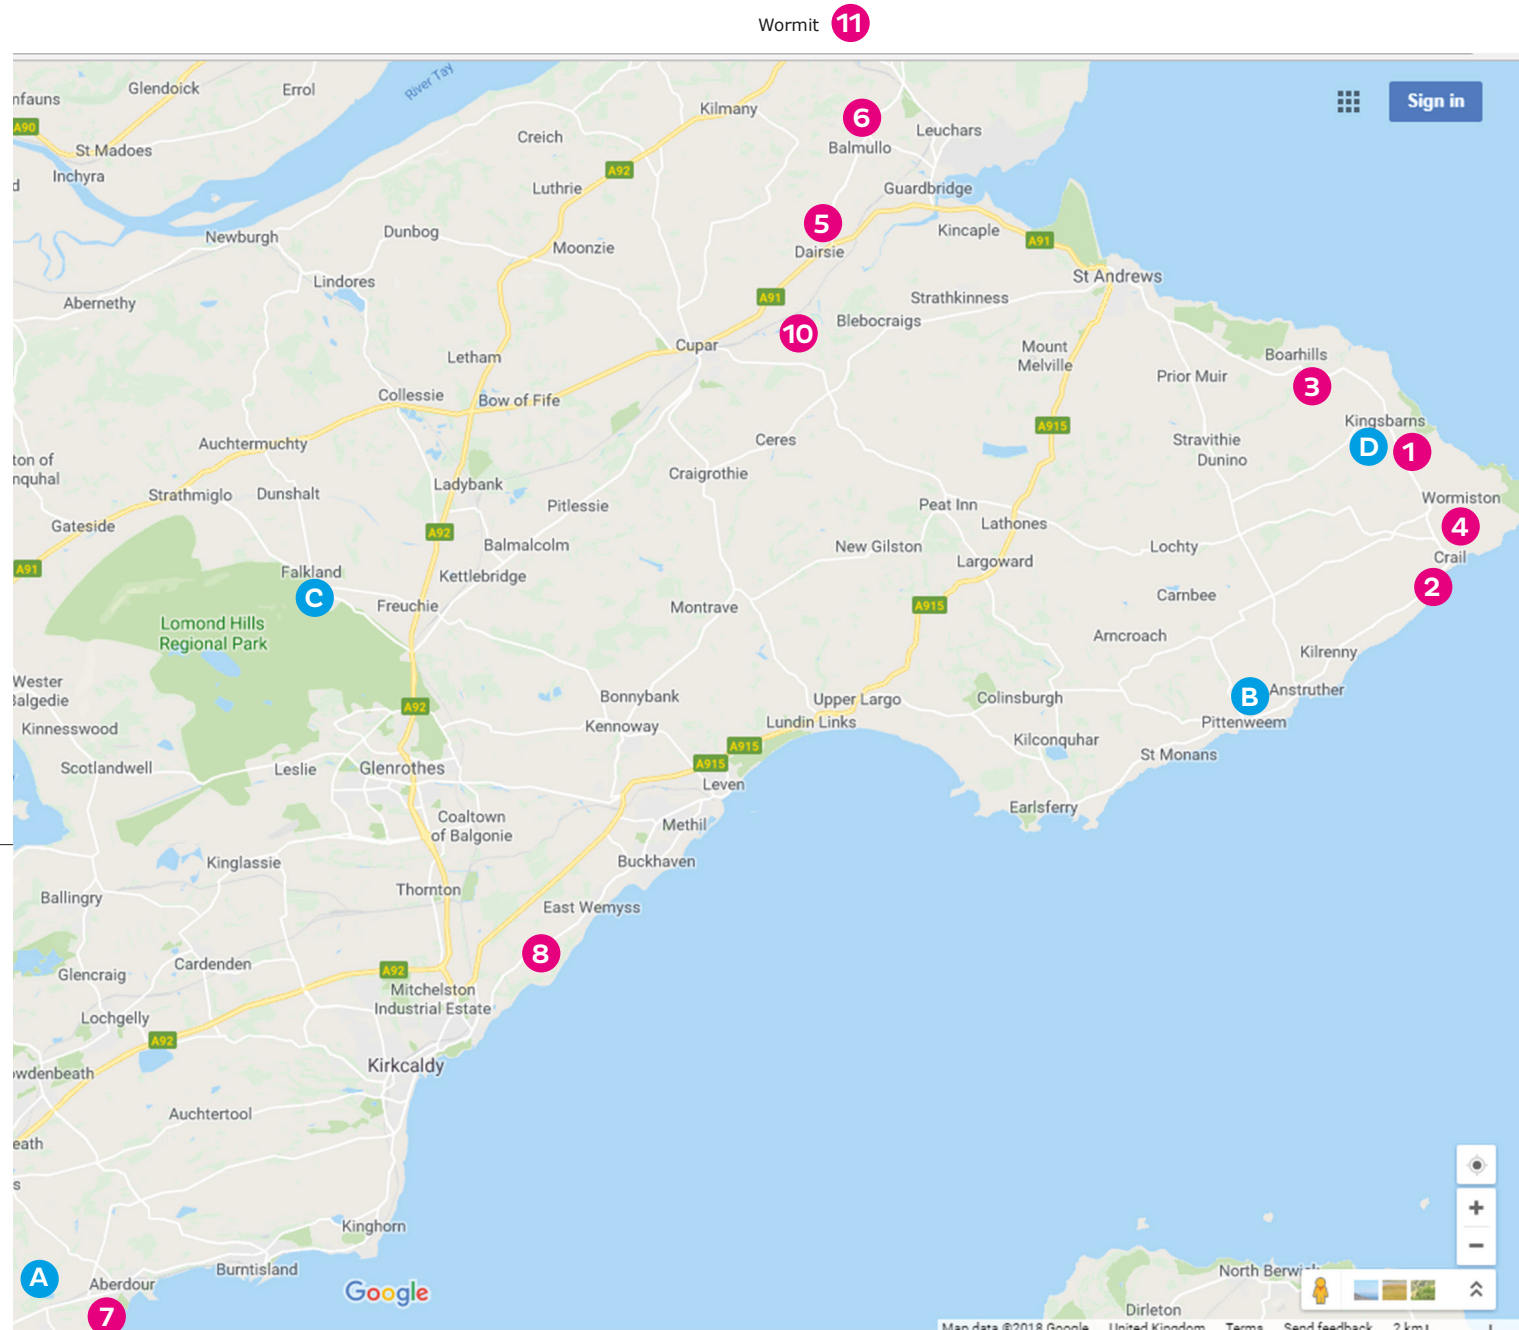 Wormit 11
Glendoick
Errol
River Tay
nfauns
A90
St Madoes
Inchyra
d
Kilmany
6
Sign in
Creich
Balmullo
Leuchars
A92
Luthrie
Guardbridge
Newburgh
Dunbog
Moonzie
5
Dairsie
Kincaple
A91
St Andrews
Lindores
Abernethy
A91
Strathkinness
10
Blebocraigs
Cupar
Letham
Mount
Melville
Boarhills
Prior Muir
3
Collessie
Bow of Fife
Kingsbarns
A915
D
1
Auchtermuchty
Ceres
Stravithie
Dunino
ton of
nquhal
Craigrothie
Strathmiglo
Dunshalt
Ladybank
Pitlessie
Peat Inn
Wormiston
Gateside
Lathones
4
A92
Balmalcolm
New Gilston
Lochty
Crail
A91
Falkland
Kettlebridge
Largoward
C
Freuchie
Montrave
A915
Carnbee
2
Lomond Hills
Regional Park
Arncroach
Kilrenny
Wester
Balgedie
A92
Bonnybank
Upper Largo
Colinsburgh
B
Anstruther
Kinnesswood
Kennoway
Lundin Links
Pittenweem
Kilconquhar
A915
St Monans
Scotlandwell
Leslie
Glenrothes
A915
Leven
Earlsferry
Coaltown
of Balgonie
Methil
Kinglassie
Buckhaven
Ballingry
Thornton
East Wemyss
8
Glencraig
Cardenden
A92
Mitchelston
Industrial Estate
Lochgelly
A92
Kirkcaldy
owdenbeath
Auchtertool
eath
s
Kinghorn
A
Aberdour
Burntisland
Google
7
North Berwick
Dirleton
Map data ©2018 Google United Kingdom Terms Send feedback 2 km